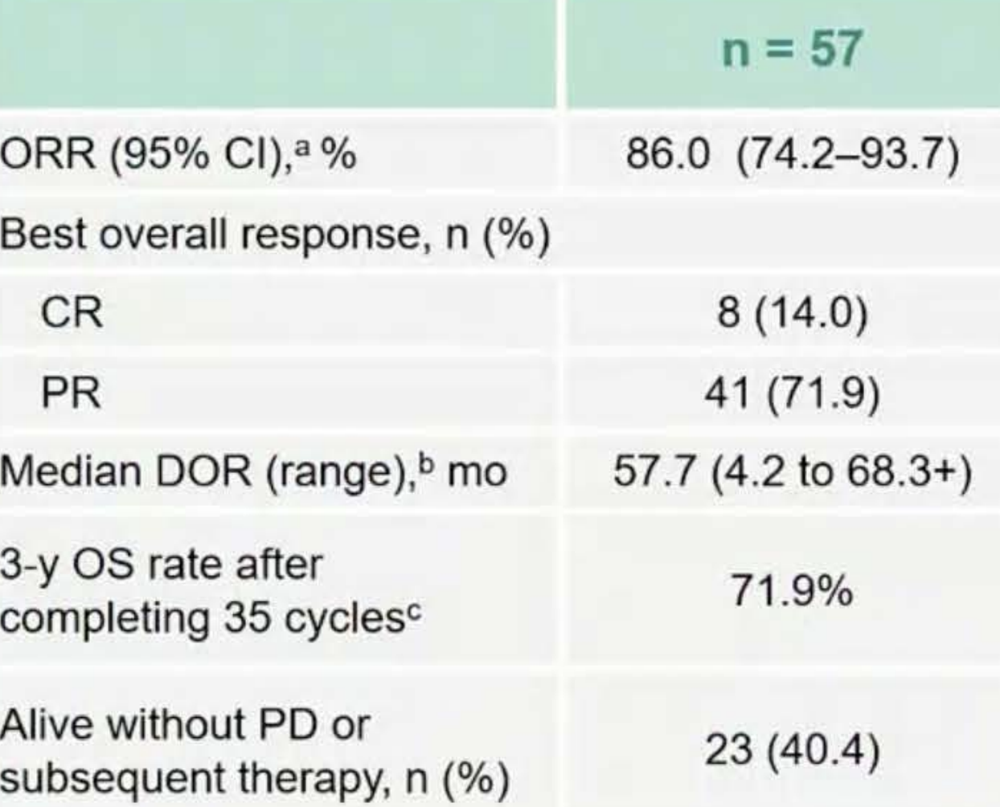 n = 57
ORR (95% CI),ᵃ % 86.0 (74.2–93.7)
Best overall response, n (%)
CR 8 (14.0)
PR 41 (71.9)
Median DOR (range),ᵇ mo 57.7 (4.2 to 68.3+)
3-y OS rate after
completing 35 cyclesᶜ 71.9%
Alive without PD or
subsequent therapy, n (%) 23 (40.4)